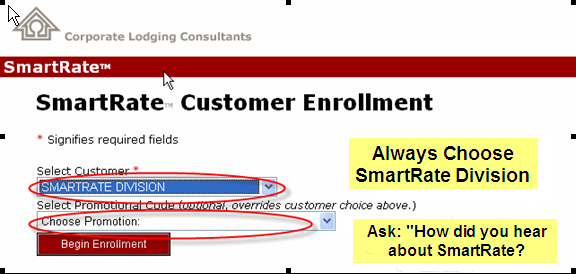 Corporate Lodging Consultants
SmartRate™
SmartRate™ Customer Enrollment
* Signifies required fields
Select Customer *
SMARTRATE DIVISION
Always Choose
SmartRate Division
Select Promotional Code (optional, overrides customer choice above.)
Choose Promotion:
Begin Enrollment
Ask: "How did you hear
about SmartRate?